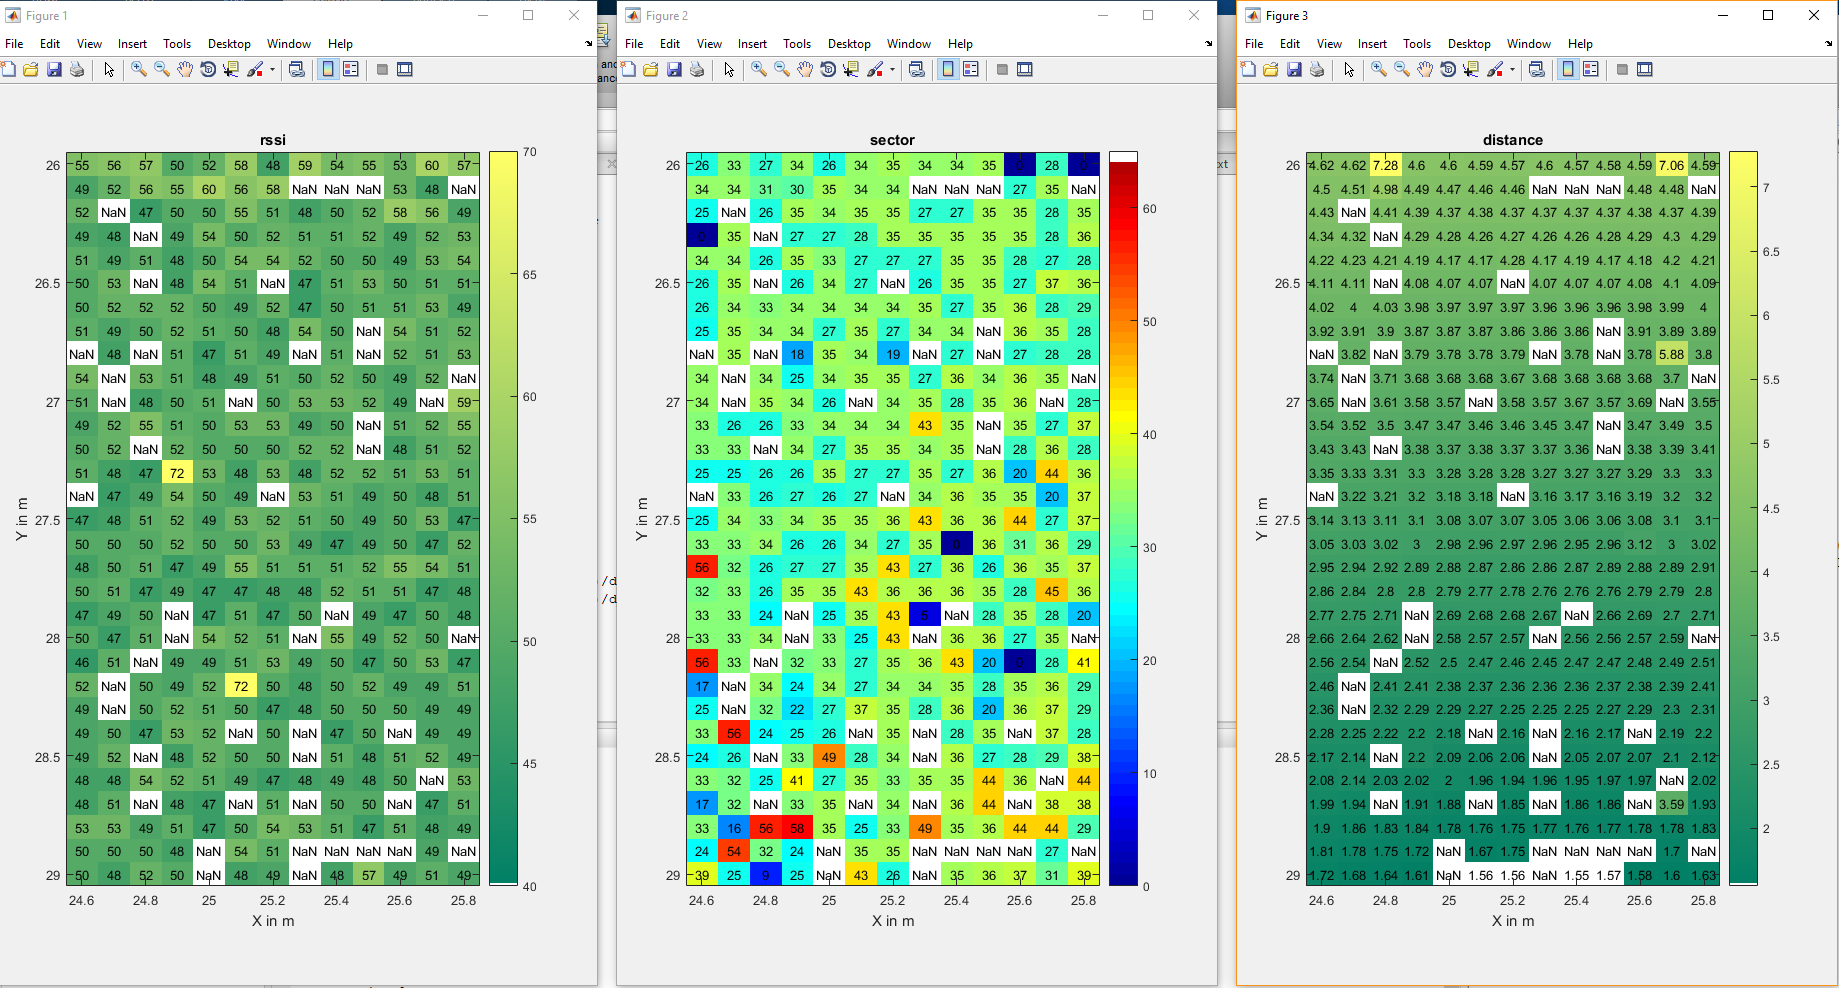 Figure 1
File Edit View Insert Tools Desktop Window Help
rssi
26 55 56 57 50 52 58 48 59 54 55 53 60 57
49 52 56 55 60 56 58 NaN NaN NaN 53 48 NaN
52 NaN 47 50 50 55 51 48 50 52 58 56 49
49 48 NaN 49 54 50 52 51 51 52 49 52 53
51 49 51 48 50 54 54 52 50 50 49 53 54
26.5 50 53 NaN 48 54 51 NaN 47 51 53 50 51 51
50 52 52 52 50 49 52 47 50 51 51 53 49
51 49 50 52 51 50 48 54 50 NaN 54 51 52
NaN 48 NaN 51 47 51 49 NaN 51 NaN 52 51 53
54 NaN 53 51 48 49 51 50 52 50 49 52 NaN
27 51 NaN 48 50 51 NaN 50 53 53 52 49 NaN 59
49 52 55 51 50 53 53 49 50 NaN 51 52 55
50 52 NaN 52 50 50 50 52 52 NaN 48 51 50
51 48 47 72 53 48 53 48 52 52 51 53 51
NaN 47 49 54 50 49 NaN 53 51 49 50 48 51
27.5 47 48 51 52 49 53 52 51 50 49 50 53 47
50 50 50 52 50 50 53 49 47 49 50 47 52
48 50 51 47 49 55 51 51 51 52 55 54 51
50 51 49 50 47 47 48 48 52 51 51 47 48
47 49 50 NaN 49 47 51 47 50 NaN 49 50 48
28 50 47 51 NaN 54 52 51 NaN 55 49 52 50 NaN
46 51 NaN 49 49 51 53 50 49 47 50 53 47
52 NaN 50 49 52 72 50 48 50 52 49 49 51
49 NaN 50 52 51 50 47 48 50 50 50 49 49
49 50 47 53 52 NaN 50 NaN 47 50 NaN 49 49
28.5 49 52 NaN 52 50 50 50 NaN 51 48 51 49 50
48 48 54 52 51 49 47 48 49 48 50 NaN 53
48 51 NaN 48 47 NaN 51 NaN 50 50 NaN 47 51
53 53 49 51 47 50 54 53 51 47 51 48 49
50 50 50 48 NaN 54 51 NaN NaN NaN NaN 50 NaN
29 50 48 52 50 NaN 48 49 NaN 48 57 49 51 49
24.6 24.8 25 25.2 25.4 25.6 25.8
X in m
Y in m
70
65
60
55
50
45
40
Figure 2
File Edit View Insert Tools Desktop Window Help
sector
26 26 33 27 34 26 35 34 34 34 35 0 28 0
34 34 31 30 35 34 34 NaN NaN NaN 27 35 NaN
25 NaN 26 35 34 35 35 27 27 35 35 28 35
0 35 NaN 27 27 28 35 35 35 35 35 28 36
34 34 26 35 33 27 27 27 35 35 28 35 36
26.5 26 35 NaN 26 34 27 NaN 26 35 35 27 37 36
26 34 33 34 34 34 34 35 27 35 36 28 28
25 35 34 34 27 35 27 34 34 NaN 36 35 28
NaN 35 NaN 18 35 34 19 NaN 27 NaN 27 28 28
34 NaN 34 25 34 35 35 27 36 34 36 35 NaN
27 34 NaN 35 34 26 NaN 34 35 28 35 36 NaN 28
33 26 26 33 34 34 35 43 35 NaN 35 27 37
33 33 NaN 34 27 35 35 35 35 NaN 28 36 28
25 25 26 26 35 27 27 35 27 36 20 44 36
NaN 33 26 27 26 27 NaN 34 36 35 35 20 37
27.5 25 34 33 34 35 35 36 43 36 36 44 27 37
33 33 34 26 26 34 27 35 0 36 31 36 29
56 32 26 27 27 35 43 27 36 26 36 35 37
32 33 26 35 35 43 36 36 36 35 28 45 36
33 33 24 NaN 25 35 43 5 NaN 28 35 28 20
28 33 33 34 NaN 33 25 43 NaN 36 36 27 35 NaN
56 33 NaN 32 33 27 35 36 43 20 0 28 41
17 NaN 34 24 34 27 34 34 35 28 35 36 29
25 NaN 32 22 27 37 35 28 36 20 36 37 29
33 56 24 25 26 NaN 35 NaN 28 35 NaN 37 28
28.5 24 26 NaN 33 49 28 34 NaN 36 27 28 29 38
33 32 25 41 27 35 33 35 35 44 36 NaN 44
17 32 NaN 33 35 NaN 34 NaN 36 44 NaN 38 38
33 16 56 58 35 25 33 49 35 36 44 44 29
24 54 32 24 NaN 35 35 NaN NaN NaN NaN 27 NaN
29 39 25 9 25 NaN 43 26 NaN 35 36 37 31 39
24.6 24.8 25 25.2 25.4 25.6 25.8
X in m
Y in m
60
50
40
30
20
10
0
Figure 3
File Edit View Insert Tools Desktop Window Help
distance
26 4.62 4.62 7.28 4.6 4.6 4.59 4.57 4.6 4.57 4.58 4.59 7.06 4.59
4.5 4.51 4.98 4.49 4.46 4.46 4.46 NaN NaN NaN 4.48 4.48 NaN
4.43 NaN 4.41 4.39 4.37 4.38 4.37 4.37 4.37 4.37 4.38 4.37 4.39
4.34 4.32 NaN 4.29 4.28 4.26 4.28 4.26 4.26 4.28 4.29 4.3 4.29
4.22 4.23 4.21 4.19 4.19 4.17 4.17 4.28 4.17 4.19 4.18 4.2 4.21
26.5 4.11 4.11 NaN 4.08 4.07 4.07 NaN 4.07 4.06 4.07 4.08 4.1 4.09
4.02 4 4.03 3.98 3.97 3.97 3.97 3.96 3.96 3.96 3.98 3.99 4
3.92 3.91 3.9 3.87 3.87 3.87 3.86 3.86 3.86 NaN 3.91 3.89 3.89
NaN 3.82 NaN 3.79 3.78 3.78 3.79 NaN 3.78 NaN 3.78 5.88 3.8
3.74 NaN 3.71 3.68 3.68 3.68 3.68 3.68 3.68 3.68 3.68 3.7 NaN
27 3.65 NaN 3.61 3.58 3.57 NaN 3.58 3.58 3.57 3.57 3.69 NaN 3.55
3.54 3.52 3.5 3.48 3.48 3.47 3.48 3.47 3.47 NaN 3.47 3.49 3.5
3.43 3.43 NaN 3.38 3.37 3.38 3.37 3.37 3.36 NaN 3.38 3.39 3.41
3.35 3.33 3.31 3.3 3.28 3.28 3.28 3.27 3.27 3.27 3.29 3.3 3.3
NaN 3.22 3.21 3.2 3.18 3.18 NaN 3.16 3.17 3.16 3.19 3.2 3.2
27.5 3.14 3.13 3.11 3.1 3.08 3.07 3.07 3.05 3.06 3.06 3.08 3.1 3.1
3.05 3.03 3.02 3 2.98 2.96 2.97 2.96 2.95 2.96 3.12 3 3.02
2.95 2.94 2.92 2.89 2.88 2.87 2.86 2.87 2.86 2.87 2.88 2.89 2.91
2.86 2.84 2.8 2.8 2.79 2.77 2.78 2.76 2.76 2.76 2.79 2.79 2.8
2.77 2.75 2.71 NaN 2.69 2.68 2.68 2.67 NaN 2.66 2.69 2.7 2.71
28 2.66 2.64 2.62 NaN 2.58 2.57 2.58 NaN 2.56 2.56 2.57 2.59 NaN
2.56 2.54 NaN 2.52 2.5 2.47 2.46 2.45 2.47 2.47 2.48 2.49 2.51
2.46 NaN 2.41 2.41 2.38 2.37 2.36 2.36 2.36 2.37 2.38 2.39 2.41
2.36 NaN 2.32 2.29 2.29 2.27 2.26 2.25 2.26 2.26 2.29 2.3 2.31
2.28 2.25 2.22 2.2 2.18 NaN 2.16 NaN 2.16 2.17 NaN 2.19 2.2
28.5 2.17 2.14 NaN 2.2 2.09 2.06 2.06 NaN 2.05 2.07 2.07 2.1 2.12
2.08 2.14 2.03 2.02 2 1.96 1.94 1.96 1.95 1.97 1.97 NaN 2.02
1.99 1.94 NaN 1.91 1.88 NaN 1.85 NaN 1.86 1.86 NaN 3.59 1.93
1.9 1.86 1.83 1.84 1.78 1.76 1.75 1.77 1.76 1.77 1.78 1.78 1.83
1.81 1.78 1.75 1.72 NaN 1.67 1.75 NaN NaN NaN NaN 1.7 NaN
29 1.72 1.68 1.64 1.61 NaN 1.56 1.56 NaN 1.55 1.57 1.58 1.6 1.63
24.6 24.8 25 25.2 25.4 25.6 25.8
X in m
Y in m
7
6.5
6
5.5
5
4.5
4
3.5
3
2.5
2